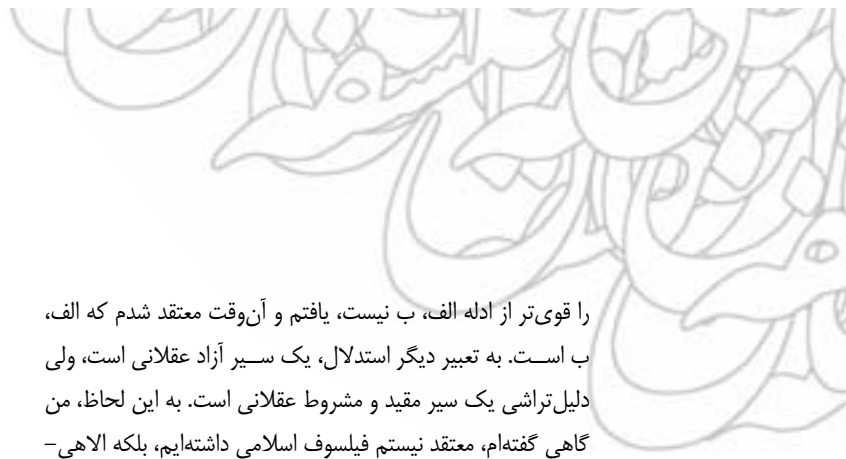 را قوی‌تر از ادله الف، ب نیست، یافتم و آن‌وقت معتقد شدم که الف،
ب است. به تعبیر دیگر استدلال، یک سیر آزاد عقلانی است، ولی
دلیل‌تراشی یک سیر مقید و مشروط عقلانی است. به این لحاظ، من
گاهی گفته‌ام، معتقد نیستم فیلسوف اسلامی داشته‌ایم، بلکه الاهی-